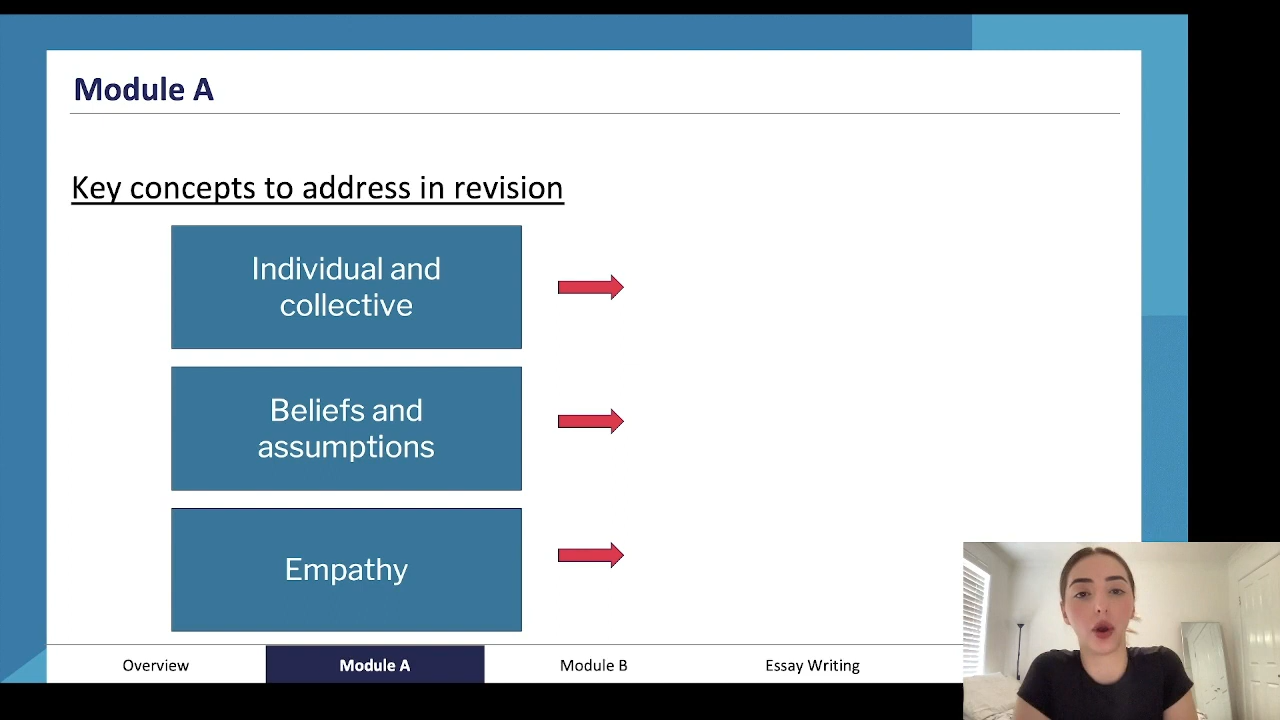 Module A
Key concepts to address in revision
Individual and
collective
Beliefs and
assumptions
Empathy
Overview
Module A
Module B
Essay Writing